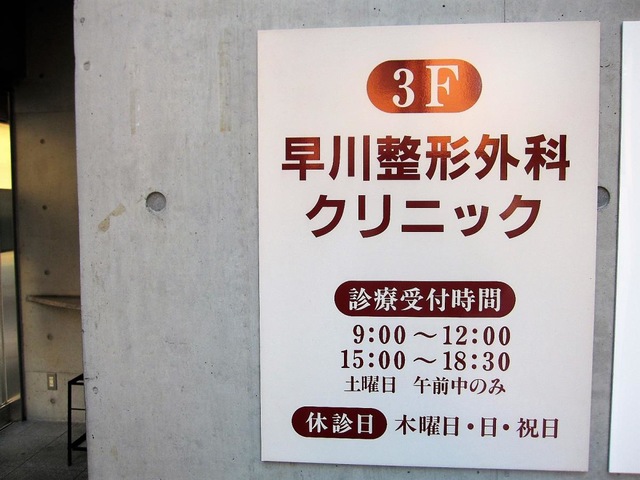 3F
早川整形外科
クリニック
診療受付時間
9:00～12:00
15:00～18:30
土曜日 午前中のみ
休診日 木曜日・日・祝日